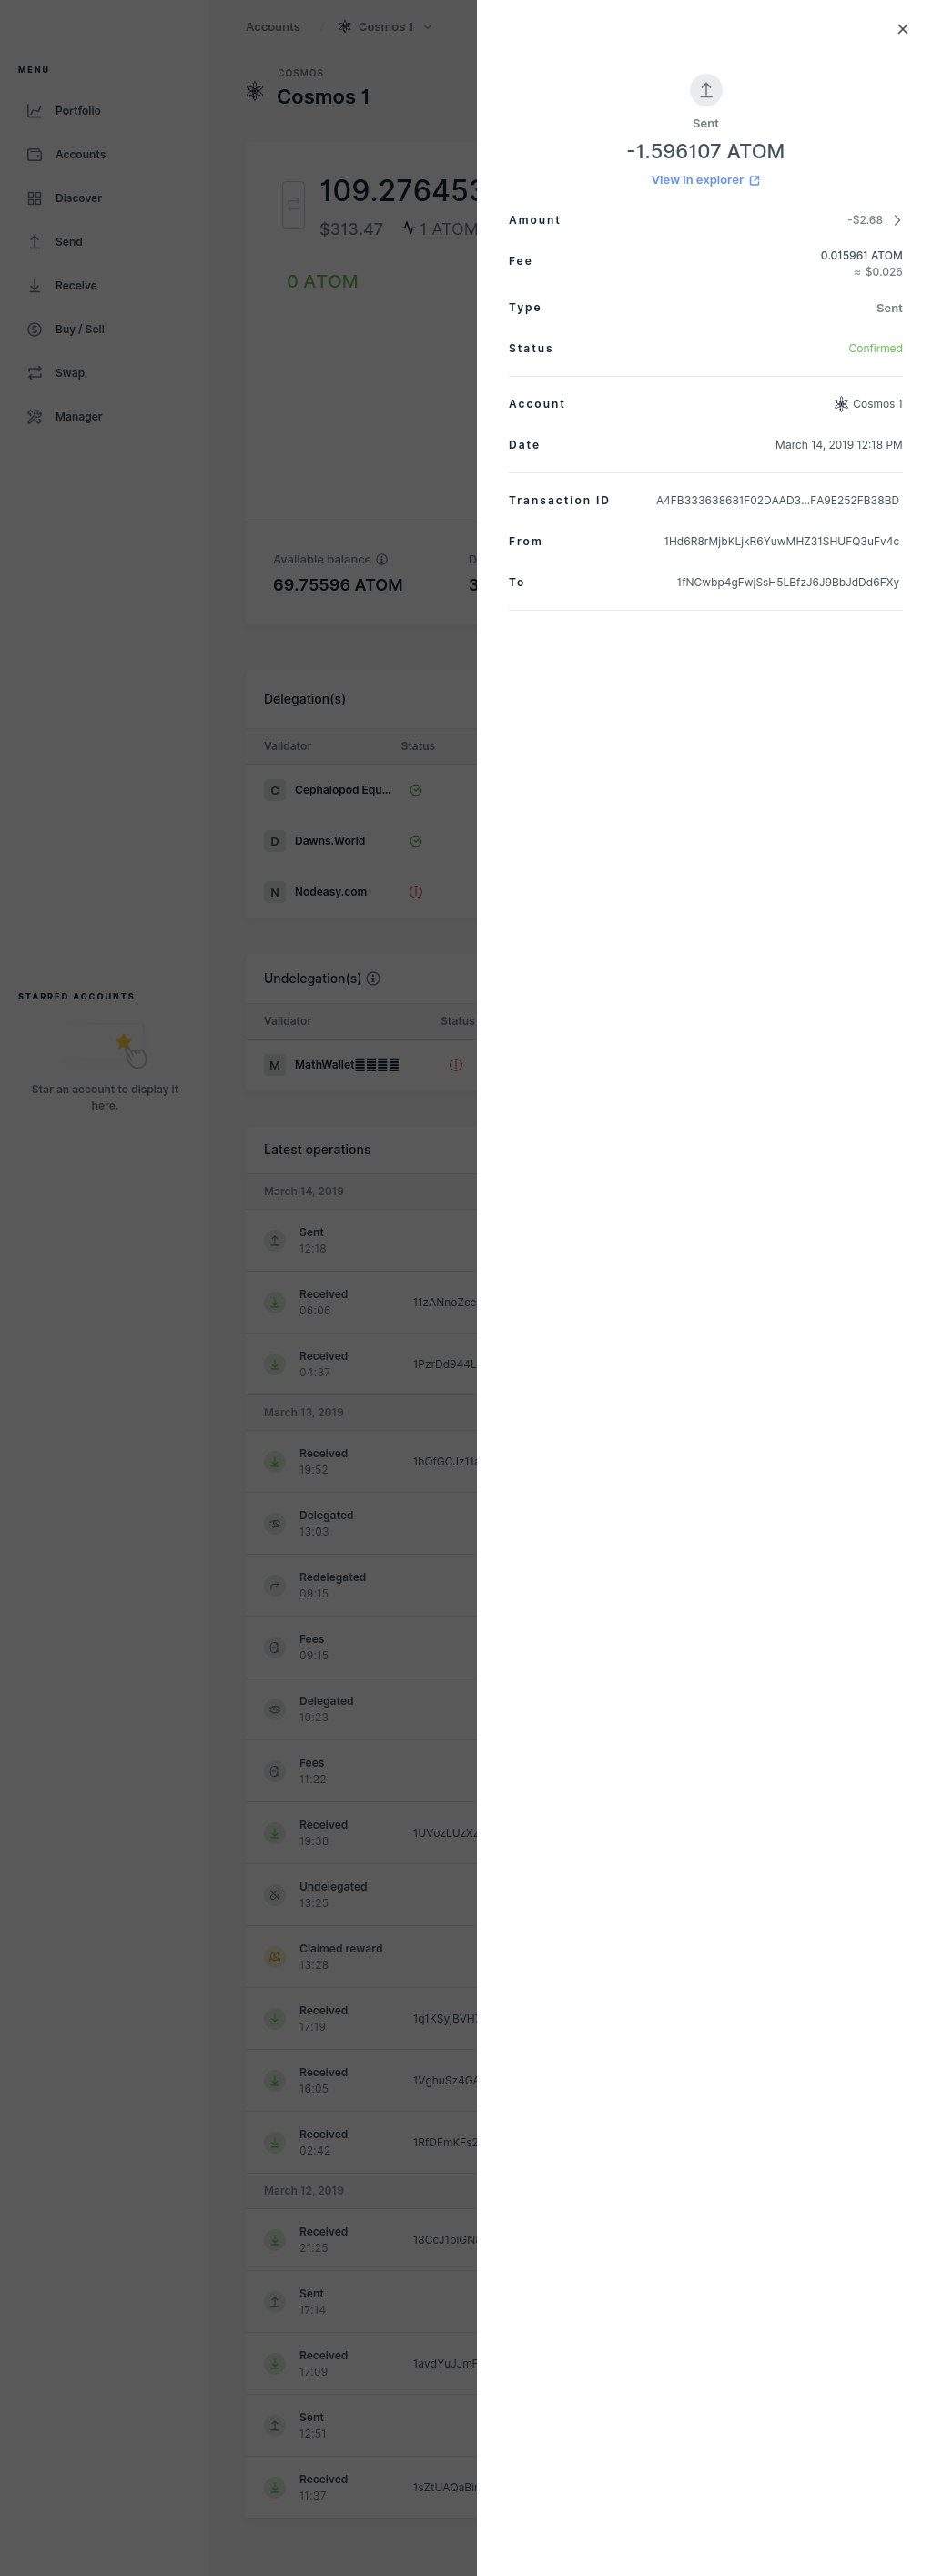 MENU
Portfolio
Accounts
Discover
Send
Receive
Buy / Sell
Swap
Manager
STARRED ACCOUNTS
Star an account to display it
here.
Accounts / Cosmos 1
COSMOS
Cosmos 1
109.276453
$313.47 1 ATOM
0 ATOM
Available balance
69.75596 ATOM
Delegation(s)
Validator Status
C Cephalopod Equ...
D Dawns.World
N Nodeasy.com
Undelegation(s)
Validator Status
M MathWallet
Latest operations
March 14, 2019
Sent
12:18
Received
06:06
11zANnoZce
Received
04:37
1PzrDd944L
March 13, 2019
Received
19:52
1hQfGCJz11a
Delegated
13:03
Redelegated
09:15
Fees
09:15
Delegated
10:23
Fees
11:22
Received
19:38
1UVozLUzXz
Undelegated
13:25
Claimed reward
13:28
Received
17:19
1q1KSyjBVH
Received
16:05
1VghuSz4GA
Received
02:42
1RfDFmKFs2
March 12, 2019
Received
21:25
18CcJ1biGN
Sent
17:14
Received
17:09
1avdYuJJmF
Sent
12:51
Received
11:37
1sZtUAQaBi
Sent
-1.596107 ATOM
View in explorer
Amount -$2.68
Fee 0.015961 ATOM
≈ $0.026
Type Sent
Status Confirmed
Account Cosmos 1
Date March 14, 2019 12:18 PM
Transaction ID A4FB333638681F02DAAD3...FA9E252FB38BD
From 1Hd6R8rMjbKLjkR6YuwMHZ31SHUFQ3uFv4c
To 1fNCwbp4gFwjSsH5LBfzJ6J9BbJdDd6FXy